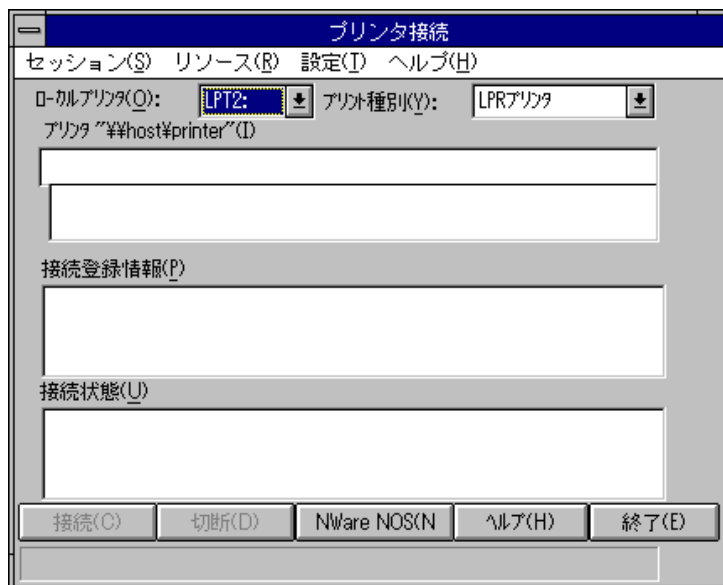 プリンタ接続
セッション(S) リソース(R) 設定(T) ヘルプ(H)
ローカルプリンタ(O): LPT2: プリント種別(Y): LPRプリンタ
プリンタ "¥¥host¥printer"(I)
接続登録情報(P)
接続状態(U)
接続(C) 切断(D) NWare NOS(N ヘルプ(H) 終了(E)